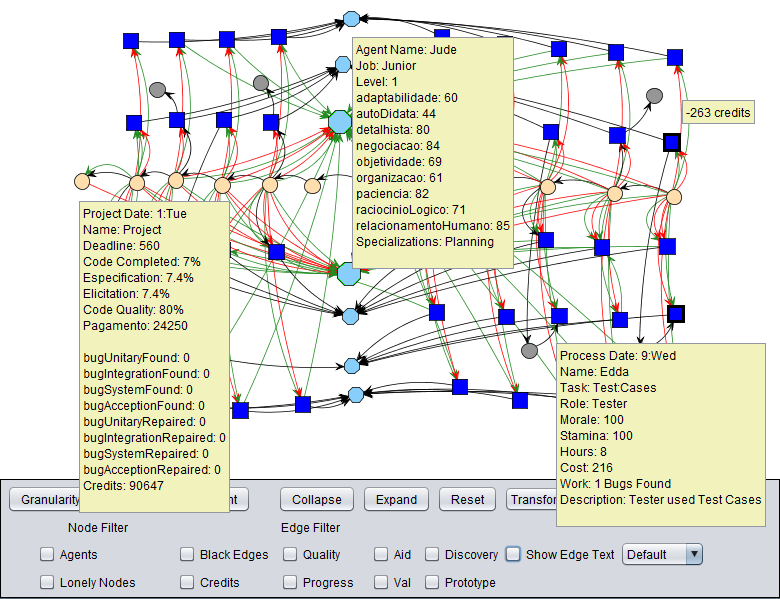 Agent Name: Jude
Job: Junior
Level: 1
adaptabilidade: 60
autoDidata: 44
detalhista: 80
negociacao: 84
objetividade: 69
organizacao: 61
paciencia: 82
raciocinioLogico: 71
relacionamentoHumano: 85
Specializations: Planning
-263 credits
Project Date: 1:Tue
Name: Project
Deadline: 560
Code Completed: 7%
Especification: 7.4%
Elicitation: 7.4%
Code Quality: 80%
Pagamento: 24250
bugUnitaryFound: 0
bugIntegrationFound: 0
bugSystemFound: 0
bugAcceptionFound: 0
bugUnitaryRepaired: 0
bugIntegrationRepaired: 0
bugSystemRepaired: 0
bugAcceptionRepaired: 0
Credits: 90647
Process Date: 9:Wed
Name: Edda
Task: Test:Cases
Role: Tester
Morale: 100
Stamina: 100
Hours: 8
Cost: 216
Work: 1 Bugs Found
Description: Tester used Test Cases
Granularity Collapse Expand Reset
Node Filter Edge Filter
Agents Black Edges Quality Aid Discovery Show Edge Text Default
Lonely Nodes Credits Progress Val Prototype